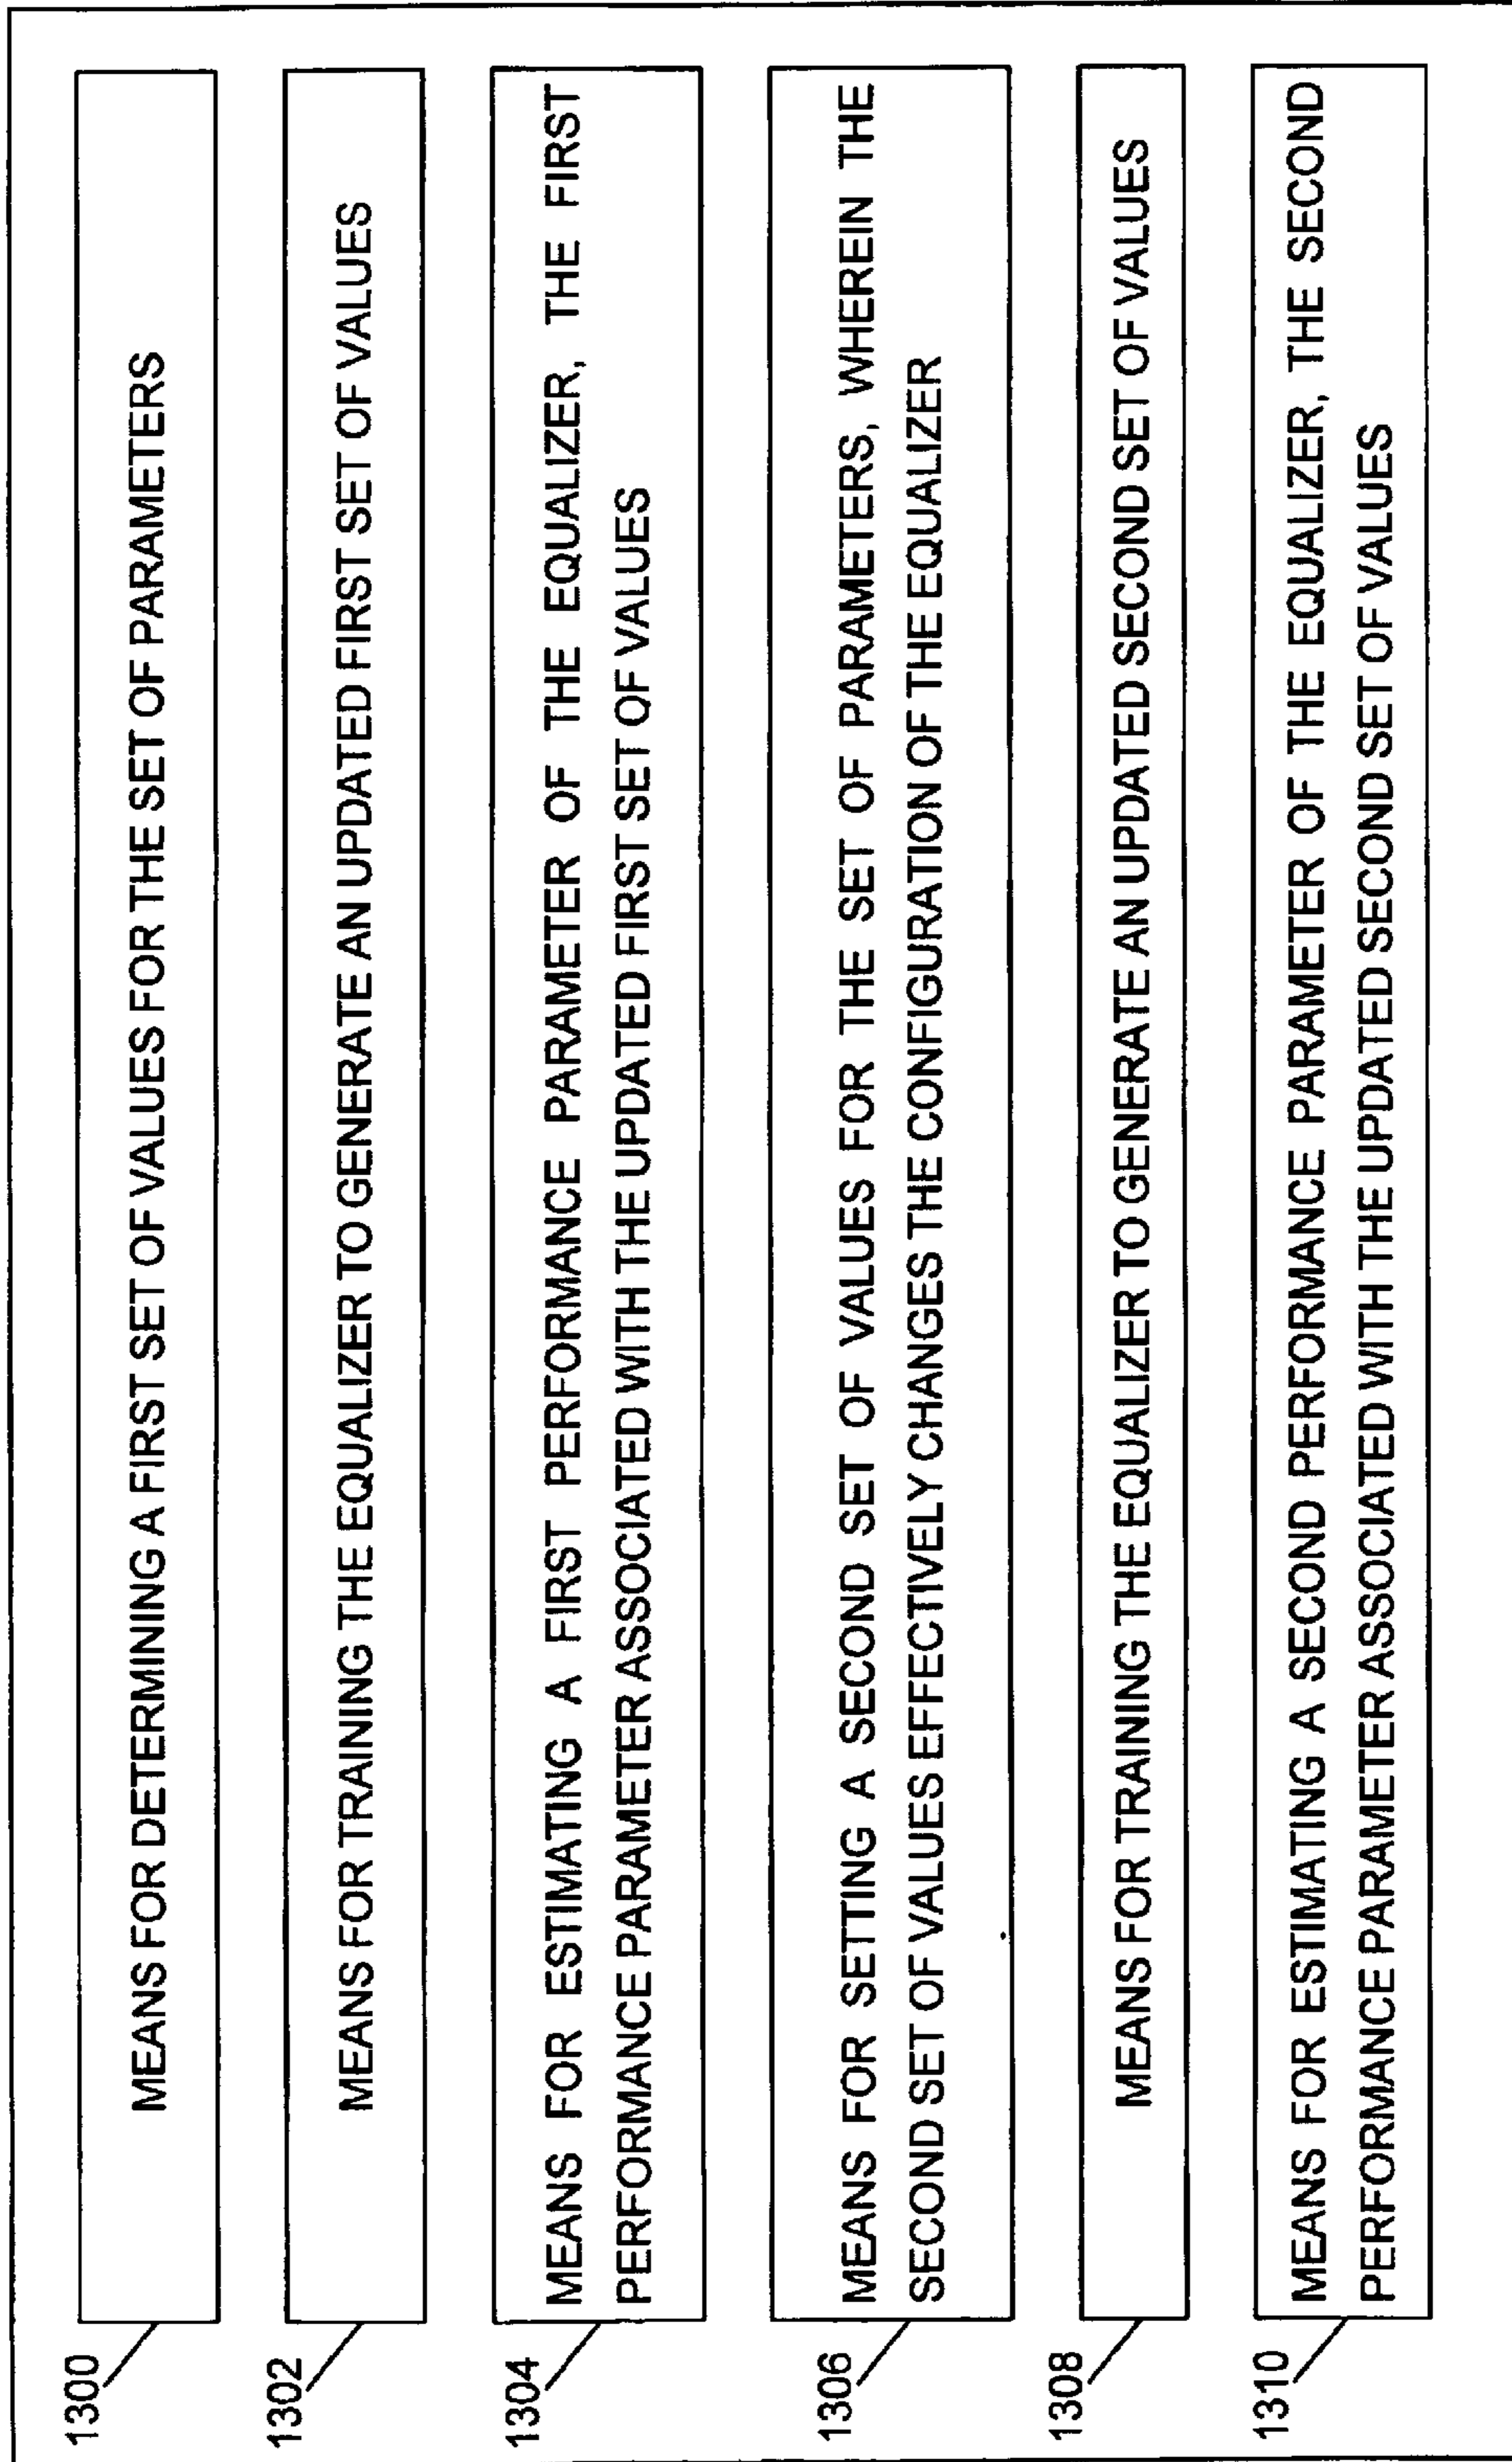 1300
MEANS FOR DETERMINING A FIRST SET OF VALUES FOR THE SET OF PARAMETERS
1302
MEANS FOR TRAINING THE EQUALIZER TO GENERATE AN UPDATED FIRST SET OF VALUES
1304
MEANS FOR ESTIMATING A FIRST PERFORMANCE PARAMETER OF THE EQUALIZER, THE FIRST
PERFORMANCE PARAMETER ASSOCIATED WITH THE UPDATED FIRST SET OF VALUES
1306
MEANS FOR SETTING A SECOND SET OF VALUES FOR THE SET OF PARAMETERS, WHEREIN THE
SECOND SET OF VALUES EFFECTIVELY CHANGES THE CONFIGURATION OF THE EQUALIZER
1308
MEANS FOR TRAINING THE EQUALIZER TO GENERATE AN UPDATED SECOND SET OF VALUES
1310
MEANS FOR ESTIMATING A SECOND PERFORMANCE PARAMETER OF THE EQUALIZER, THE SECOND
PERFORMANCE PARAMETER ASSOCIATED WITH THE UPDATED SECOND SET OF VALUES